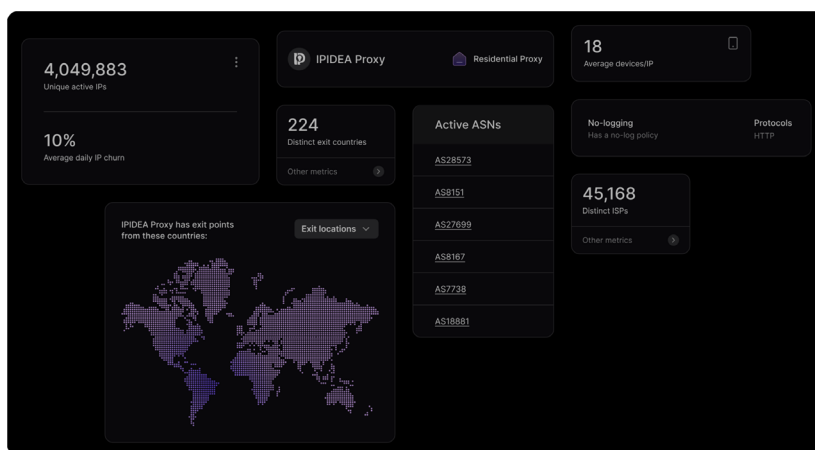 4,049,883
Unique active IPs
10%
Average daily IP churn
IPIDEA Proxy
Residential Proxy
18
Average devices/IP
224
Distinct exit countries
Other metrics
Active ASNs
AS28573
AS8151
AS27699
AS8167
AS7738
AS18881
No-logging
Has a no-log policy
Protocols
HTTP
45,168
Distinct ISPs
Other metrics
IPIDEA Proxy has exit points
from these countries:
Exit locations